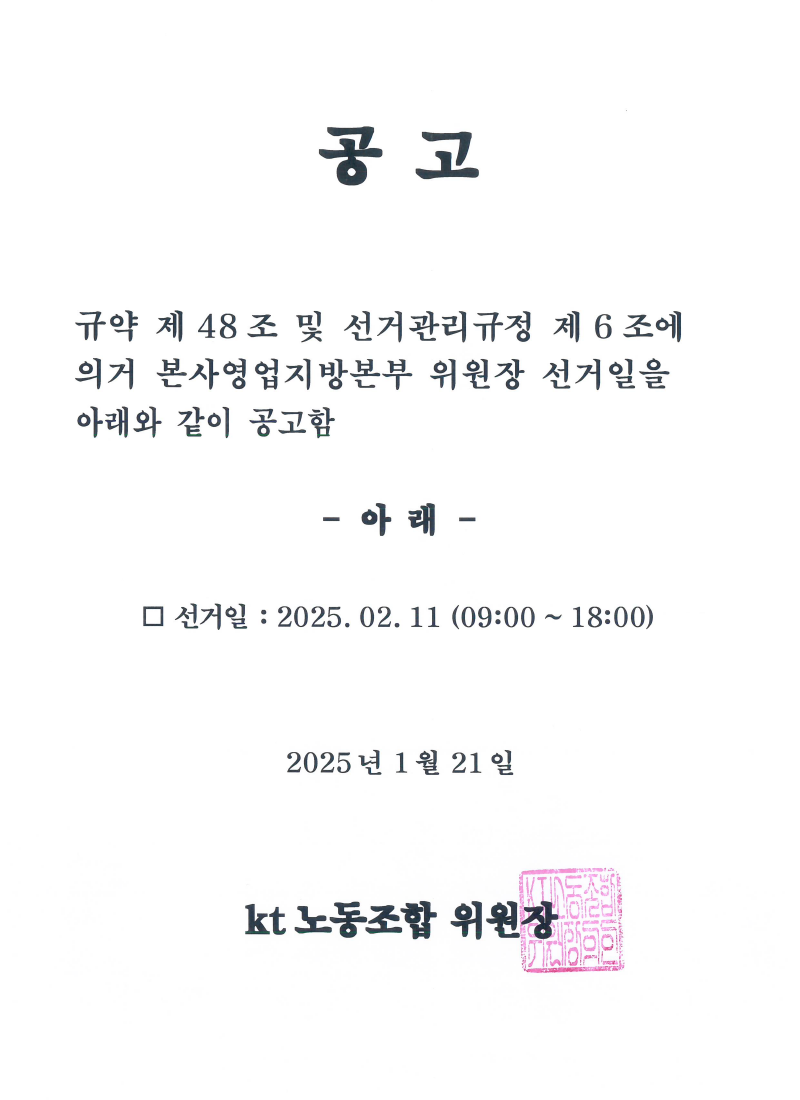 공 고
규약 제 48 조 및 선거관리규정 제 6 조에
의거 본사영업지방본부 위원장 선거일을
아래와 같이 공고함
- 아 래 -
□ 선거일 : 2025. 02. 11 (09:00 ~ 18:00)
2025 년 1 월 21 일
kt 노동조합 위원장